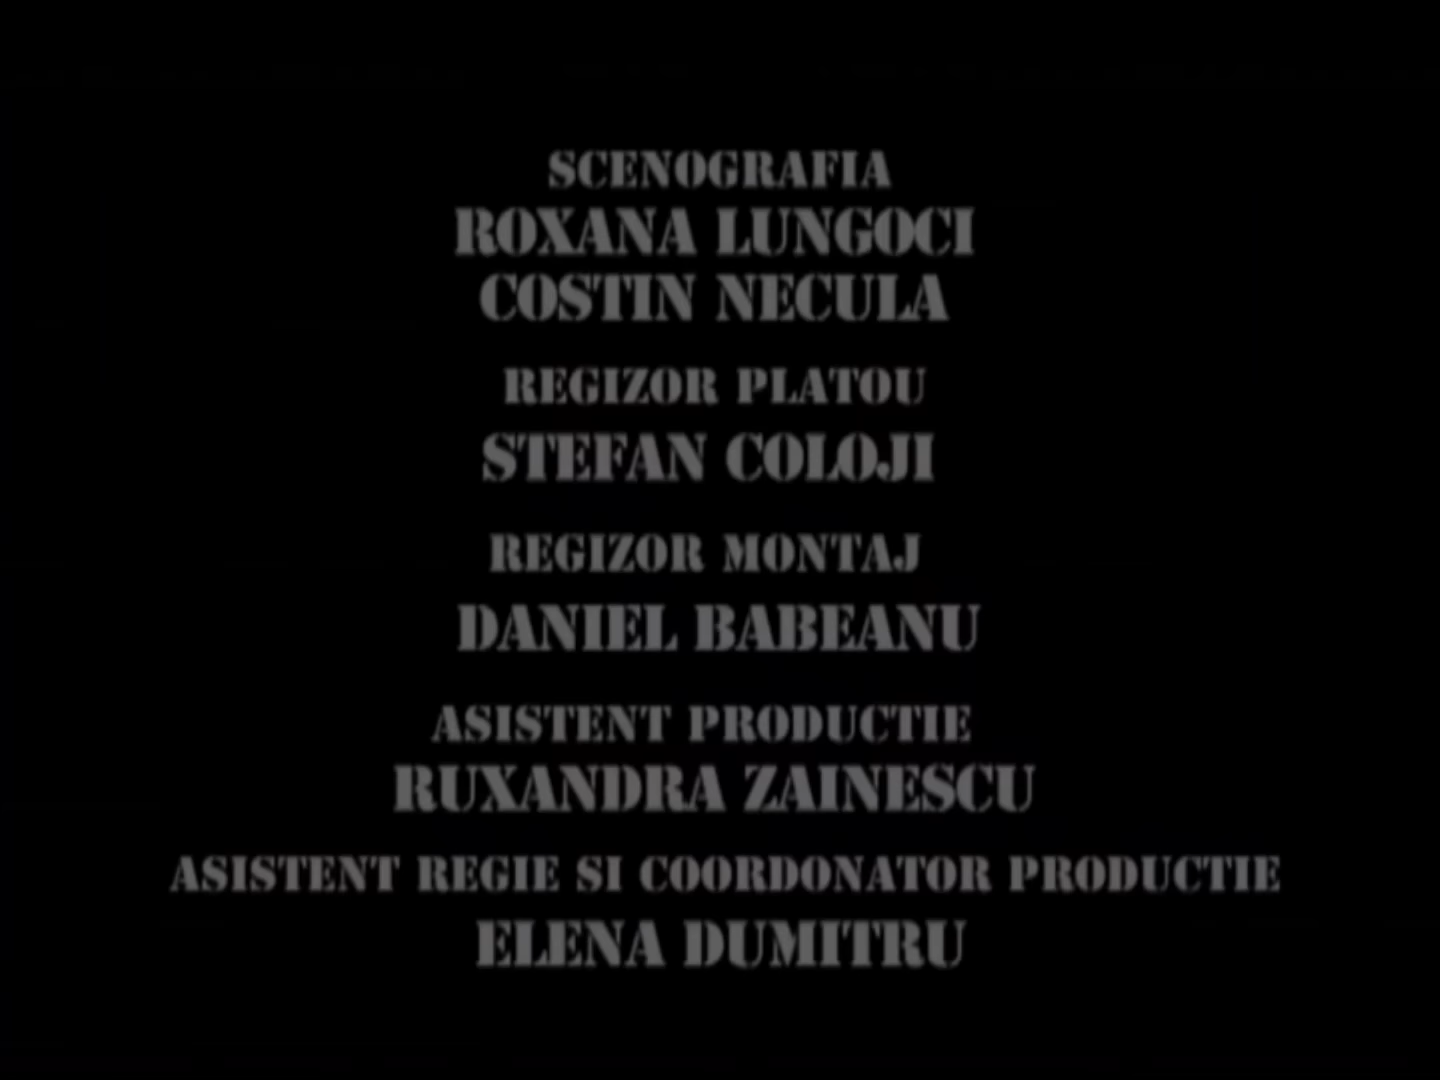 SCENOGRAFIA
ROXANA LUNGOCI
COSTIN NECULA
REGIZOR PLATOU
STEFAN COLOJI
REGIZOR MONTAJ
DANIEL BABEANU
ASISTENT PRODUCTIE
RUXANDRA ZAINESCU
ASISTENT REGIE SI COORDONATOR PRODUCTIE
ELENA DUMITRU